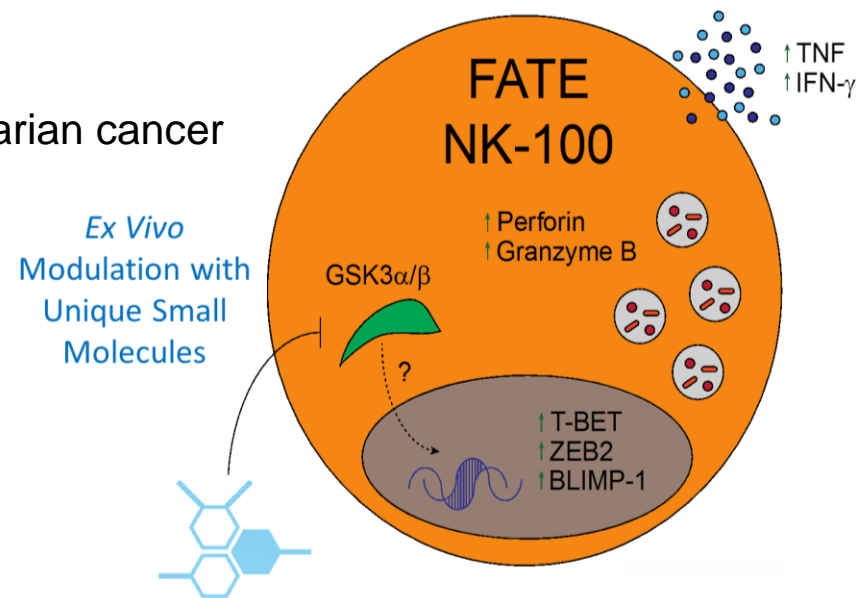 arian cancer
Ex Vivo
Modulation with
Unique Small
Molecules
FATE
NK-100
↑ TNF
↑ IFN-γ
↑ Perforin
↑ Granzyme B
GSK3α/β
?
↑ T-BET
↑ ZEB2
↑ BLIMP-1